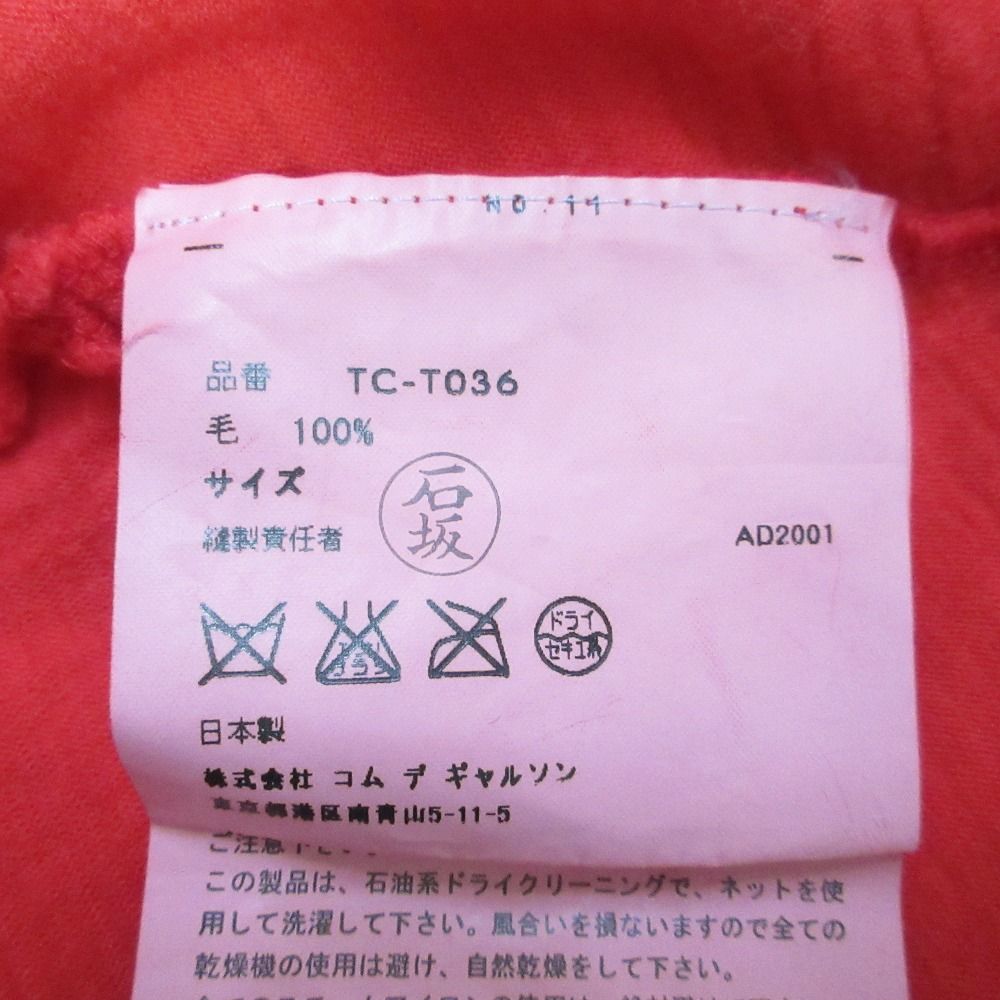 NO.11
品番 TC-T036
毛 100%
サイズ
石坂
縫製責任者
AD2001
ドライ
セキユ系
日本製
株式会社 コム デ ギャルソン
東京都港区南青山5-11-5
ご注意下さい
この製品は、石油系ドライクリーニングで、ネットを使
用して洗濯して下さい。風合いを損ないますので全ての
乾燥機の使用は避け、自然乾燥をして下さい。